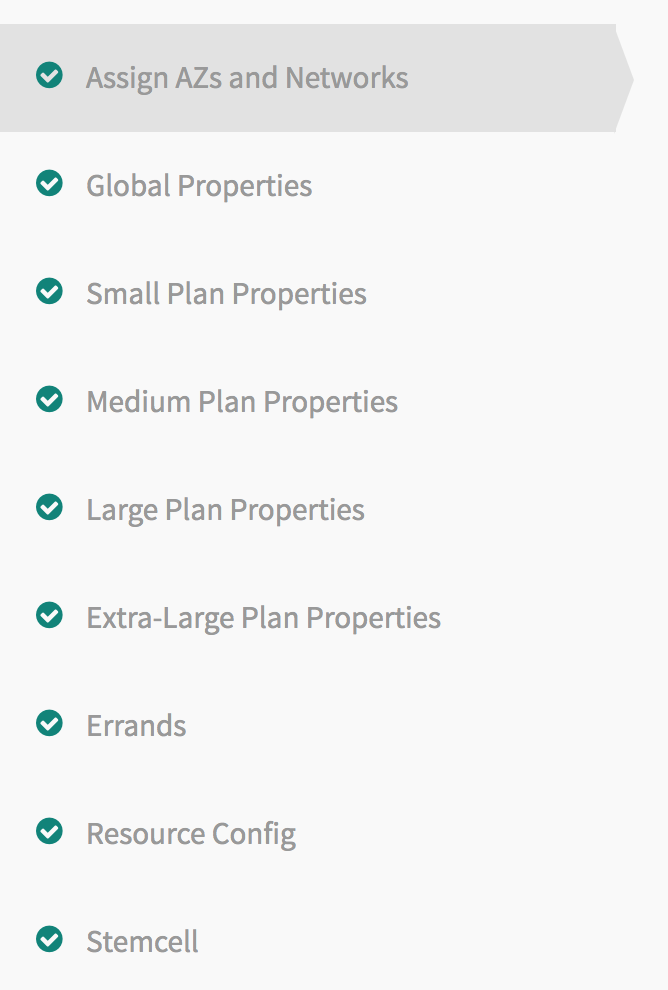 Assign AZs and Networks
Global Properties
Small Plan Properties
Medium Plan Properties
Large Plan Properties
Extra-Large Plan Properties
Errands
Resource Config
Stemcell